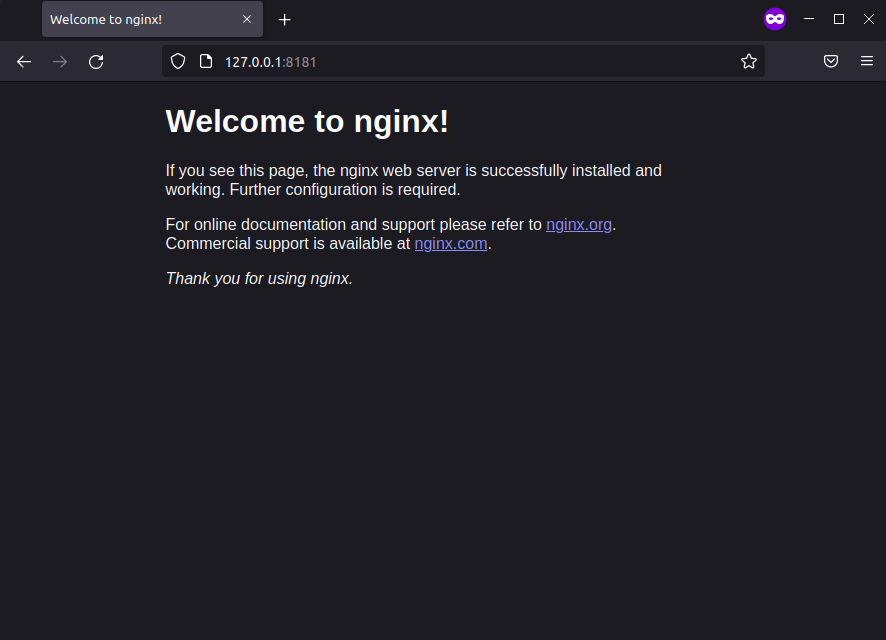 Welcome to nginx!
127.0.0.1:8181
Welcome to nginx!
If you see this page, the nginx web server is successfully installed and
working. Further configuration is required.
For online documentation and support please refer to nginx.org.
Commercial support is available at nginx.com.
Thank you for using nginx.